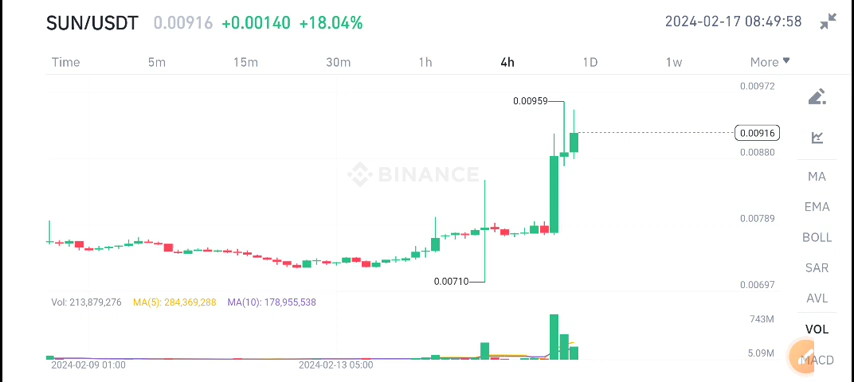 SUN/USDT 0.00916 +0.00140 +18.04% 2024-02-17 08:49:58
Time 5m 15m 30m 1h 4h 1D 1w More
0.00972
0.00959
0.00916
0.00880
BINANCE
MA
EMA
0.00789
BOLL
SAR
0.00710
0.00697
AVL
Vol: 213,879,276 MA(5): 284,369,288 MA(10): 178,955,538
743M
VOL
5.09M
MACD
2024-02-09 01:00 2024-02-13 05:00